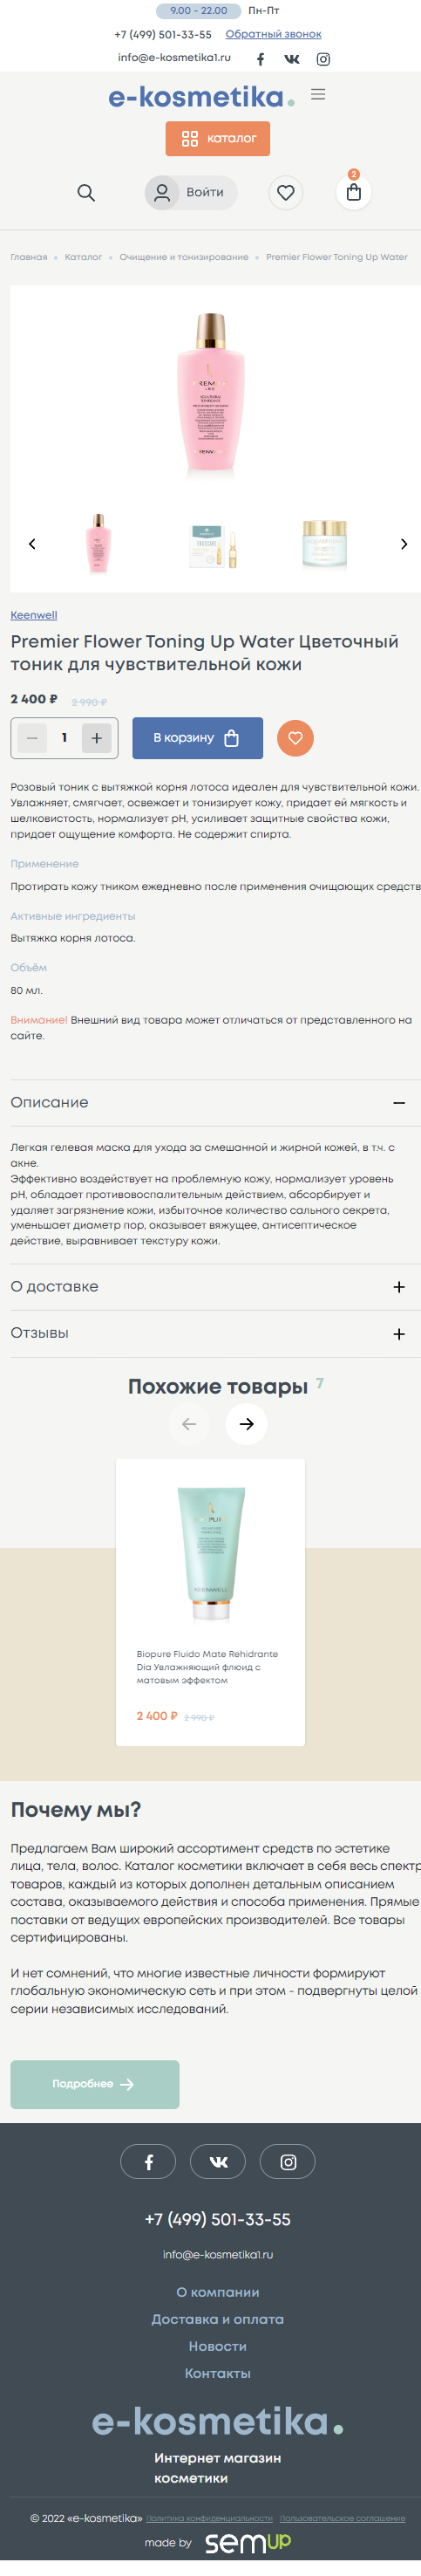 9.00 - 22.00 Пн-Пт
+7 (499) 501-33-55 Обратный звонок
info@e-kosmetika1.ru
e-kosmetika.
каталог
Войти
2
Главная Каталог Очищение и тонизирование Premier Flower Toning Up Water
Keenwell
Premier Flower Toning Up Water Цветочный
тоник для чувствительной кожи
2 400 ₽ 2 990 ₽
1
В корзину
Розовый тоник с вытяжкой корня лотоса идеален для чувствительной кожи.
Увлажняет, смягчает, освежает и тонизирует кожу, придает ей мягкость и
шелковистость, нормализует pH, усиливает защитные свойства кожи,
придает ощущение комфорта. Не содержит спирта.
Применение
Протирать кожу тником ежедневно после применения очищающих средств
Активные ингредиенты
Вытяжка корня лотоса.
Объём
80 мл.
Внимание! Внешний вид товара может отличаться от представленного на
сайте.
Описание
Легкая гелевая маска для ухода за смешанной и жирной кожей, в т.ч. с
акне.
Эффективно воздействует на проблемную кожу, нормализует уровень
pH, обладает противовоспалительным действием, абсорбирует и
удаляет загрязнение кожи, избыточное количество сального секрета,
уменьшает диаметр пор, оказывает вяжущее, антисептическое
действие, выравнивает текстуру кожи.
О доставке
Отзывы
Похожие товары 7
KEENWELL
Biopure Fluido Mate Rehidrante
Dia Увлажняющий флюид с
матовым эффектом
2 400 ₽ 2 990 ₽
Почему мы?
Предлагаем Вам широкий ассортимент средств по эстетике
лица, тела, волос. Каталог косметики включает в себя весь спектр
товаров, каждый из которых дополнен детальным описанием
состава, оказываемого действия и способа применения. Прямые
поставки от ведущих европейских производителей. Все товары
сертифицированы.
И нет сомнений, что многие известные личности формируют
глобальную экономическую сеть и при этом - подвергнуты целой
серии независимых исследований.
Подробнее
+7 (499) 501-33-55
info@e-kosmetika1.ru
О компании
Доставка и оплата
Новости
Контакты
e-kosmetika.
Интернет магазин
косметики
© 2022 «e-kosmetika» Политика конфиденциальности Пользовательское соглашение
made by semup